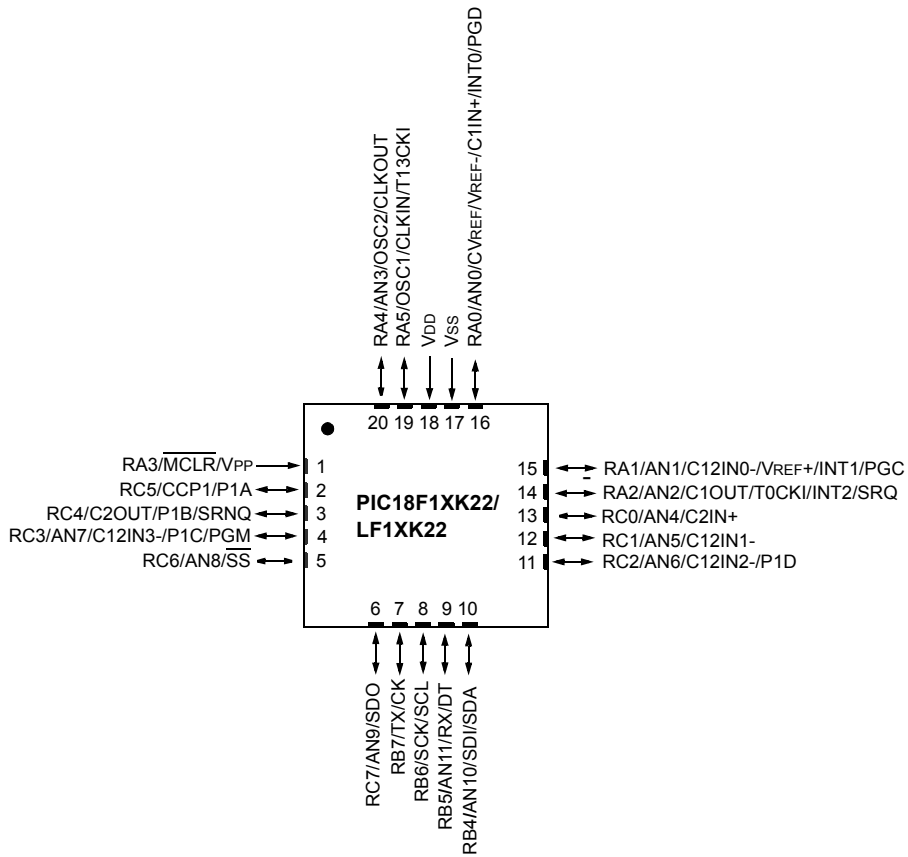 RA4/AN3/OSC2/CLKOUT
RA5/OSC1/CLKIN/T13CKI
VDD
VSS
RA0/AN0/CVREF/VREF-/C1IN+/INT0/PGD
20 19 18 17 16
RA3/MCLR/VPP 1
RC5/CCP1/P1A 2
RC4/C2OUT/P1B/SRNQ 3
RC3/AN7/C12IN3-/P1C/PGM 4
RC6/AN8/SS 5
PIC18F1XK22/
LF1XK22
15 RA1/AN1/C12IN0-/VREF+/INT1/PGC
14 RA2/AN2/C1OUT/T0CKI/INT2/SRQ
13 RC0/AN4/C2IN+
12 RC1/AN5/C12IN1-
11 RC2/AN6/C12IN2-/P1D
6 7 8 9 10
RC7/AN9/SDO
RB7/TX/CK
RB6/SCK/SCL
RB5/AN11/RX/DT
RB4/AN10/SDI/SDA